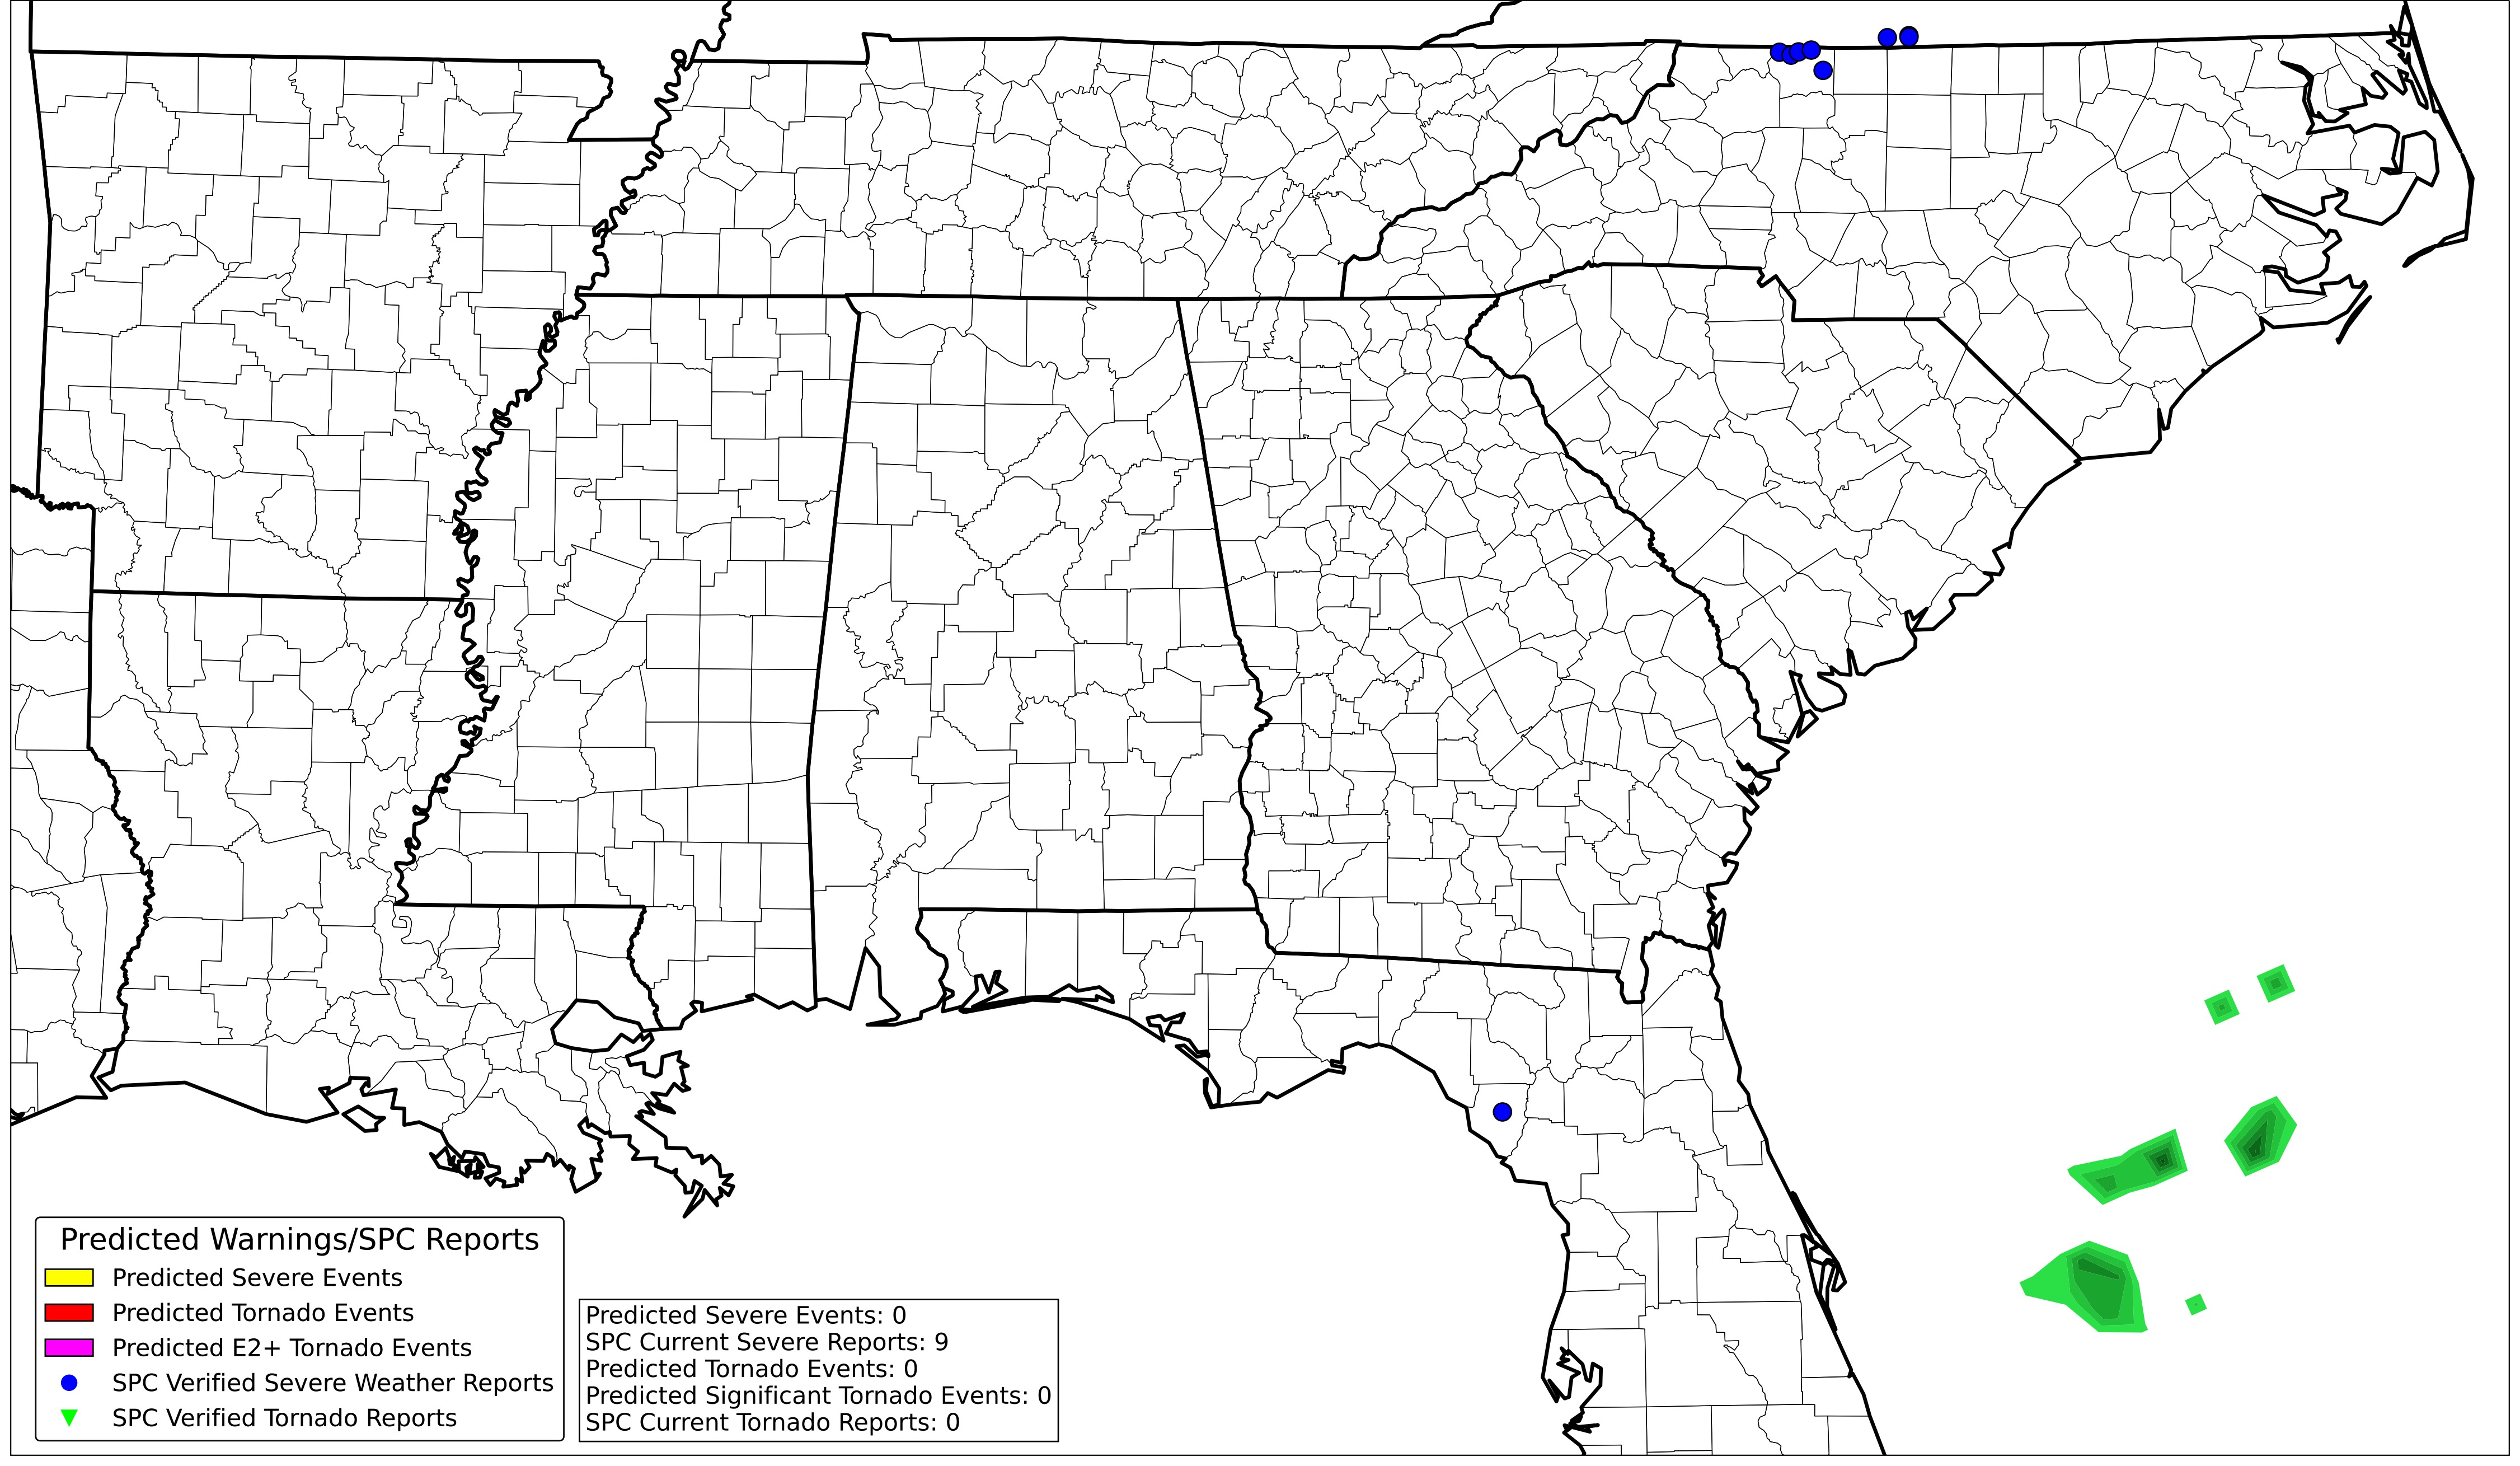 Predicted Warnings/SPC Reports
Predicted Severe Events
Predicted Tornado Events
Predicted E2+ Tornado Events
SPC Verified Severe Weather Reports
SPC Verified Tornado Reports
Predicted Severe Events: 0
SPC Current Severe Reports: 9
Predicted Tornado Events: 0
Predicted Significant Tornado Events: 0
SPC Current Tornado Reports: 0